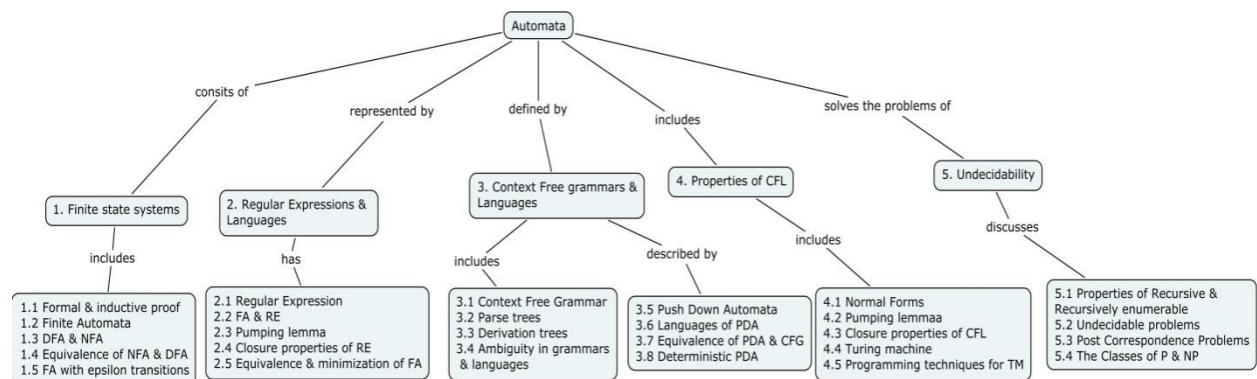 Automata
consits of
represented by
defined by
includes
solves the problems of
1. Finite state systems
2. Regular Expressions &
Languages
3. Context Free grammars &
Languages
4. Properties of CFL
5. Undecidability
includes
has
includes
described by
includes
discusses
1.1 Formal & inductive proof
1.2 Finite Automata
1.3 DFA & NFA
1.4 Equivalence of NFA & DFA
1.5 FA with epsilon transitions
2.1 Regular Expression
2.2 FA & RE
2.3 Pumping lemma
2.4 Closure properties of RE
2.5 Equivalence & minimization of FA
3.1 Context Free Grammar
3.2 Parse trees
3.3 Derivation trees
3.4 Ambiguity in grammars
& languages
3.5 Push Down Automata
3.6 Languages of PDA
3.7 Equivalence of PDA & CFG
3.8 Deterministic PDA
4.1 Normal Forms
4.2 Pumping lemmaa
4.3 Closure properties of CFL
4.4 Turing machine
4.5 Programming techniques for TM
5.1 Properties of Recursive &
Recursively enumerable
5.2 Undecidable problems
5.3 Post Correspondence Problems
5.4 The Classes of P & NP